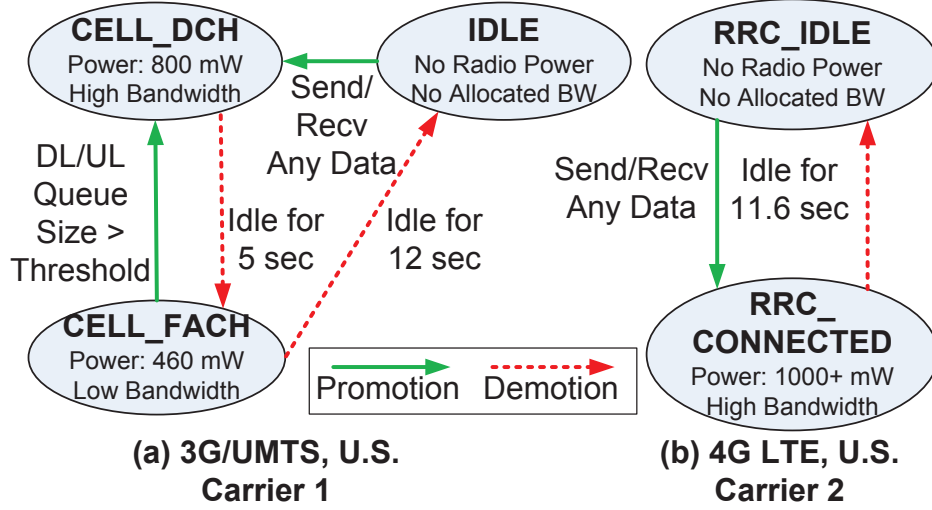 CELL_DCH
Power: 800 mW
High Bandwidth
IDLE
No Radio Power
No Allocated BW
Send/
Recv
Any Data
DL/UL
Queue
Size >
Threshold
Idle for
5 sec
Idle for
12 sec
CELL_FACH
Power: 460 mW
Low Bandwidth
RRC_IDLE
No Radio Power
No Allocated BW
Send/Recv
Any Data
Idle for
11.6 sec
RRC_
CONNECTED
Power: 1000+ mW
High Bandwidth
Promotion
Demotion
(a) 3G/UMTS, U.S.
Carrier 1
(b) 4G LTE, U.S.
Carrier 2